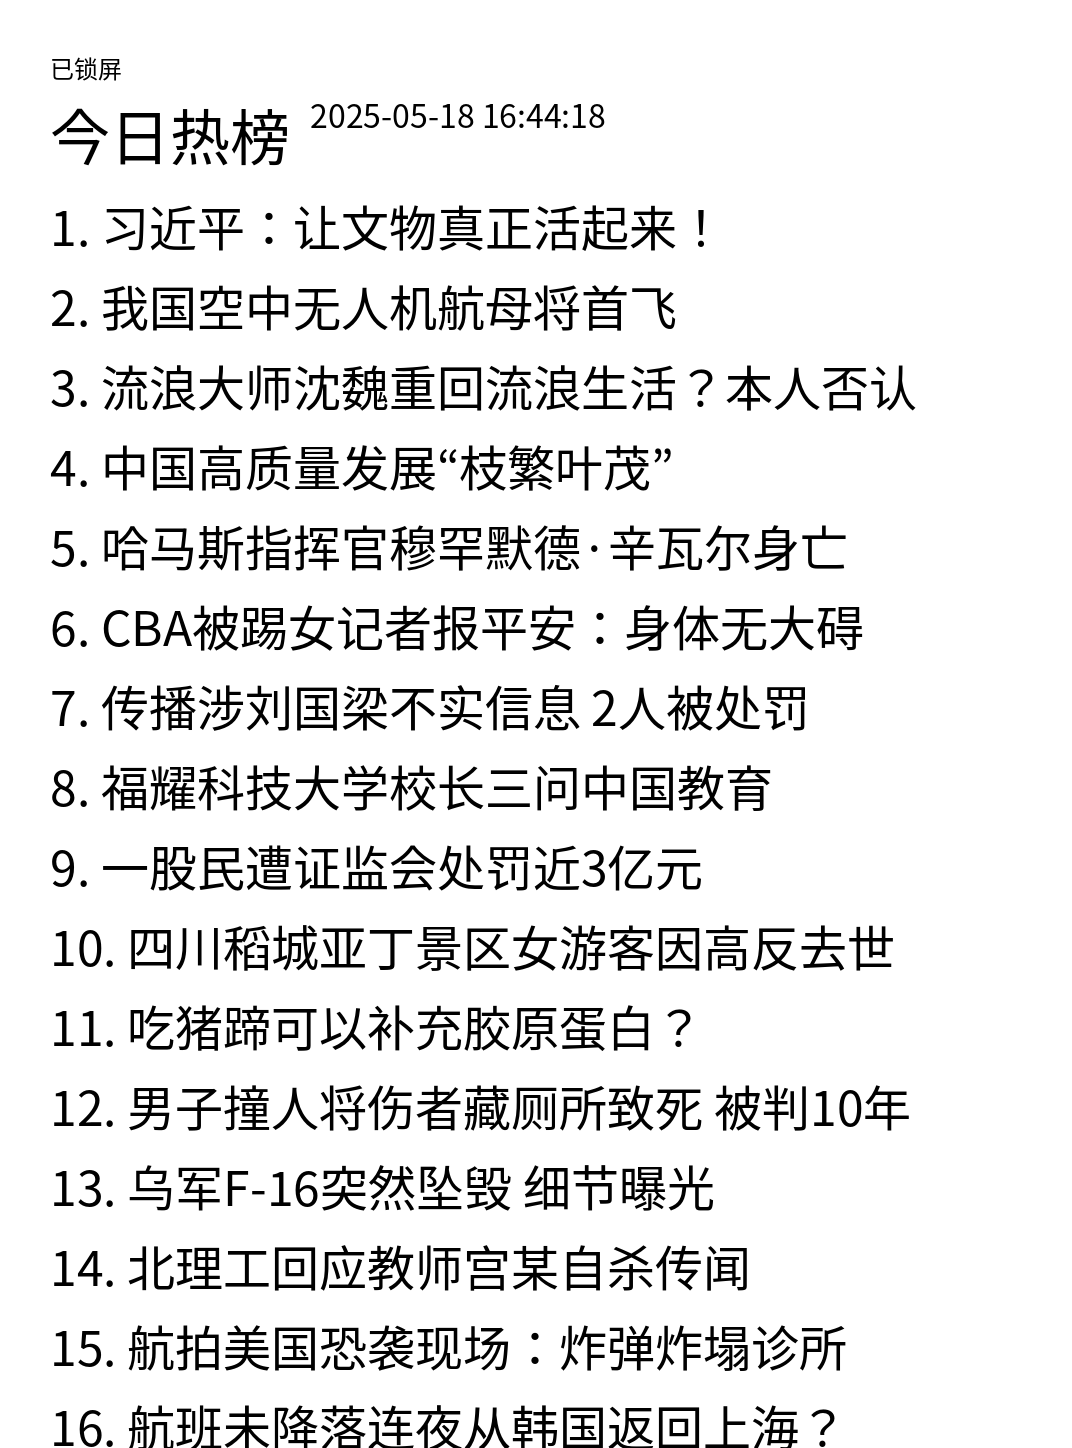 已锁屏
今日热榜 2025-05-18 16:44:18
1. 习近平：让文物真正活起来！
2. 我国空中无人机航母将首飞
3. 流浪大师沈魏重回流浪生活？本人否认
4. 中国高质量发展“枝繁叶茂”
5. 哈马斯指挥官穆罕默德·辛瓦尔身亡
6. CBA被踢女记者报平安：身体无大碍
7. 传播涉刘国梁不实信息 2人被处罚
8. 福耀科技大学校长三问中国教育
9. 一股民遭证监会处罚近3亿元
10. 四川稻城亚丁景区女游客因高反去世
11. 吃猪蹄可以补充胶原蛋白？
12. 男子撞人将伤者藏厕所致死 被判10年
13. 乌军F-16突然坠毁 细节曝光
14. 北理工回应教师宫某自杀传闻
15. 航拍美国恐袭现场：炸弹炸塌诊所
16. 航班未降落连夜从韩国返回上海？